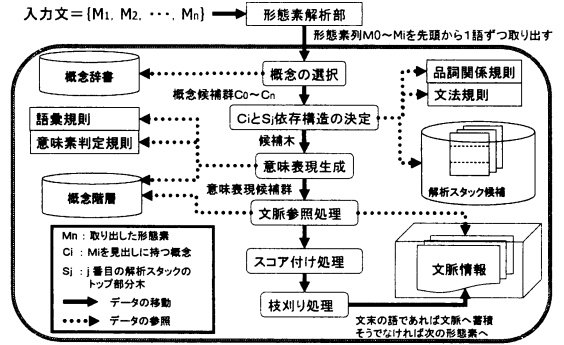 入力文={M1, M2, ・・・, Mn}
形態素解析部
形態素列M0～Miを先頭から1語ずつ取り出す
概念辞書
概念の選択
品詞関係規則
文法規則
概念候補群C0～Cn
語彙規則
意味素判定規則
CiとSj依存構造の決定
候補木
解析スタック候補
意味表現生成
意味表現候補群
概念階層
文脈参照処理
文脈情報
スコア付け処理
枝刈り処理
文末の語であれば文脈へ蓄積
そうでなければ次の形態素へ
Mn : 取り出した形態素
Ci : Miを見出しに持つ概念
Sj : j番目の解析スタックの
トップ部分木
データの移動
データの参照